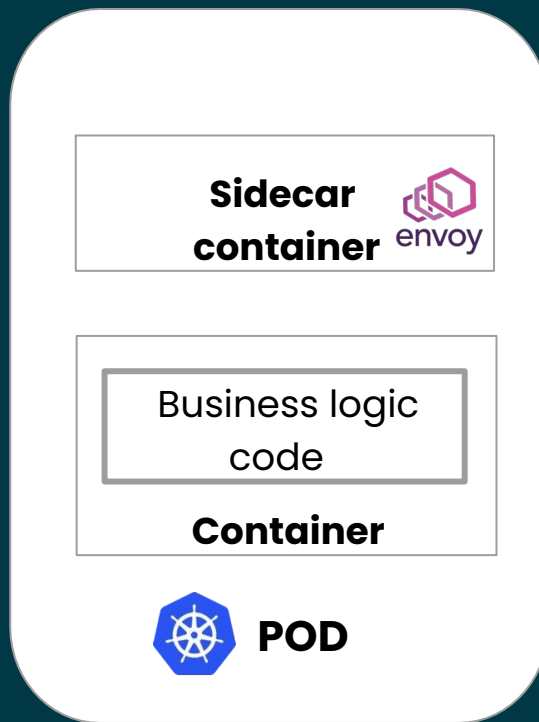 Sidecar
container
envoy
Business logic
code
Container
POD